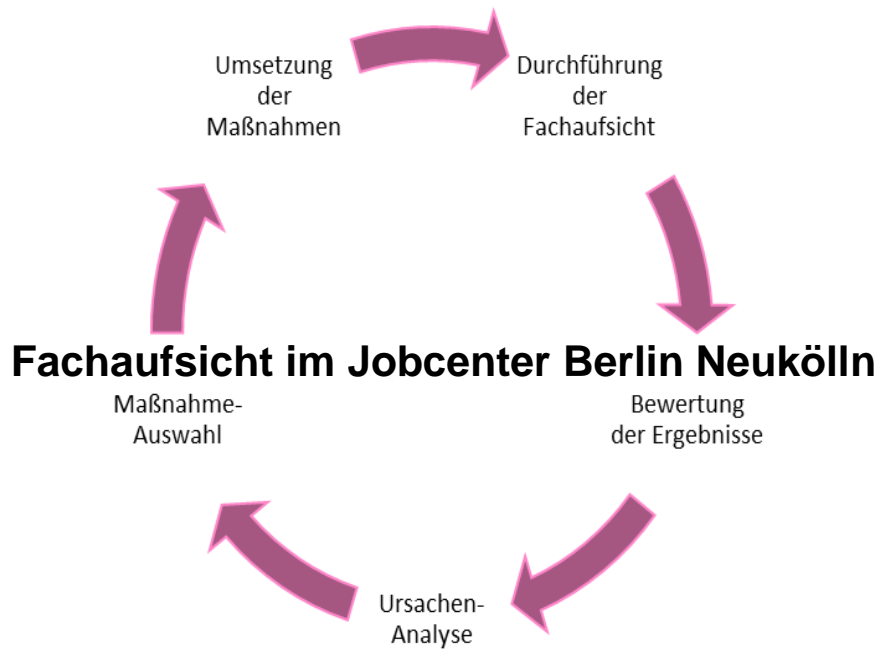 Umsetzung
der
Maßnahmen
Durchführung
der
Fachaufsicht
Fachaufsicht im Jobcenter Berlin Neukölln
Maßnahme-
Auswahl
Bewertung
der Ergebnisse
Ursachen-
Analyse